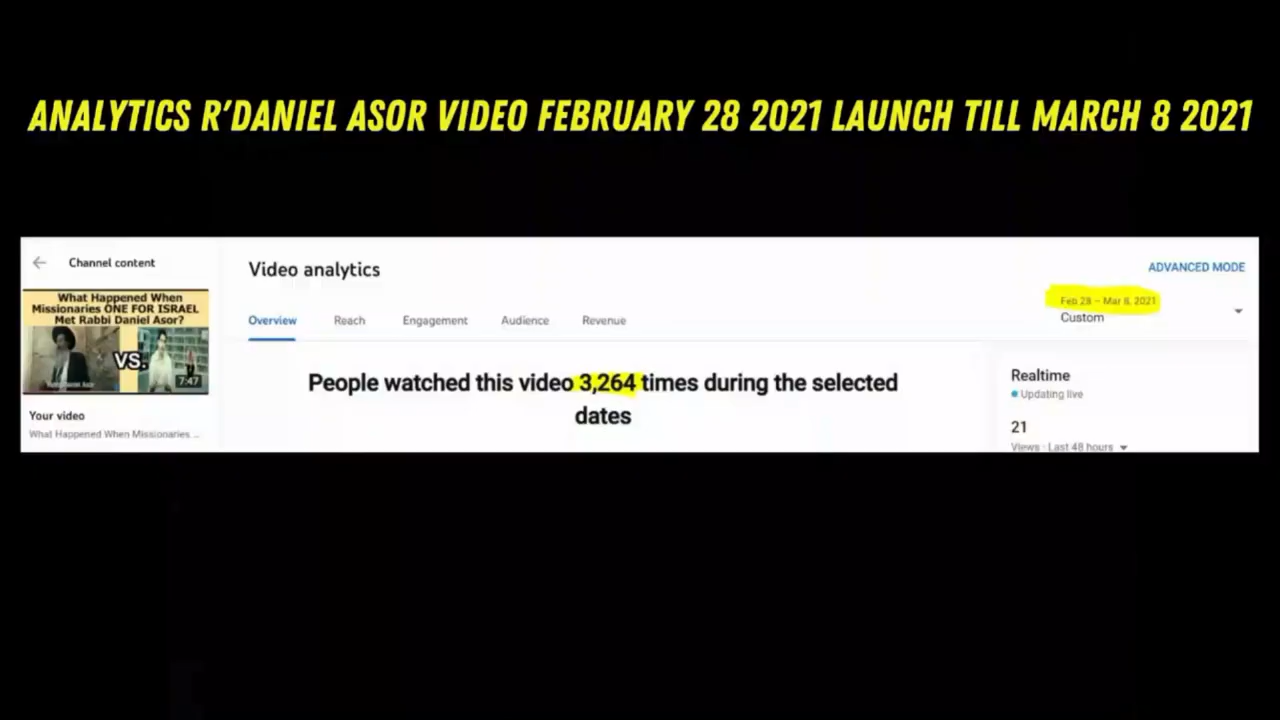 ANALYTICS R'DANIEL ASOR VIDEO FEBRUARY 28 2021 LAUNCH TILL MARCH 8 2021
Channel content
What Happened When
Missionaries ONE FOR ISRAEL
Met Rabbi Daniel Asor?
VS.
7:47
Your video
What Happened When Missionaries ...
Video analytics
ADVANCED MODE
Feb 28 – Mar 8, 2021
Custom
Overview Reach Engagement Audience Revenue
People watched this video 3,264 times during the selected
dates
Realtime
Updating live
21
Views · Last 48 hours